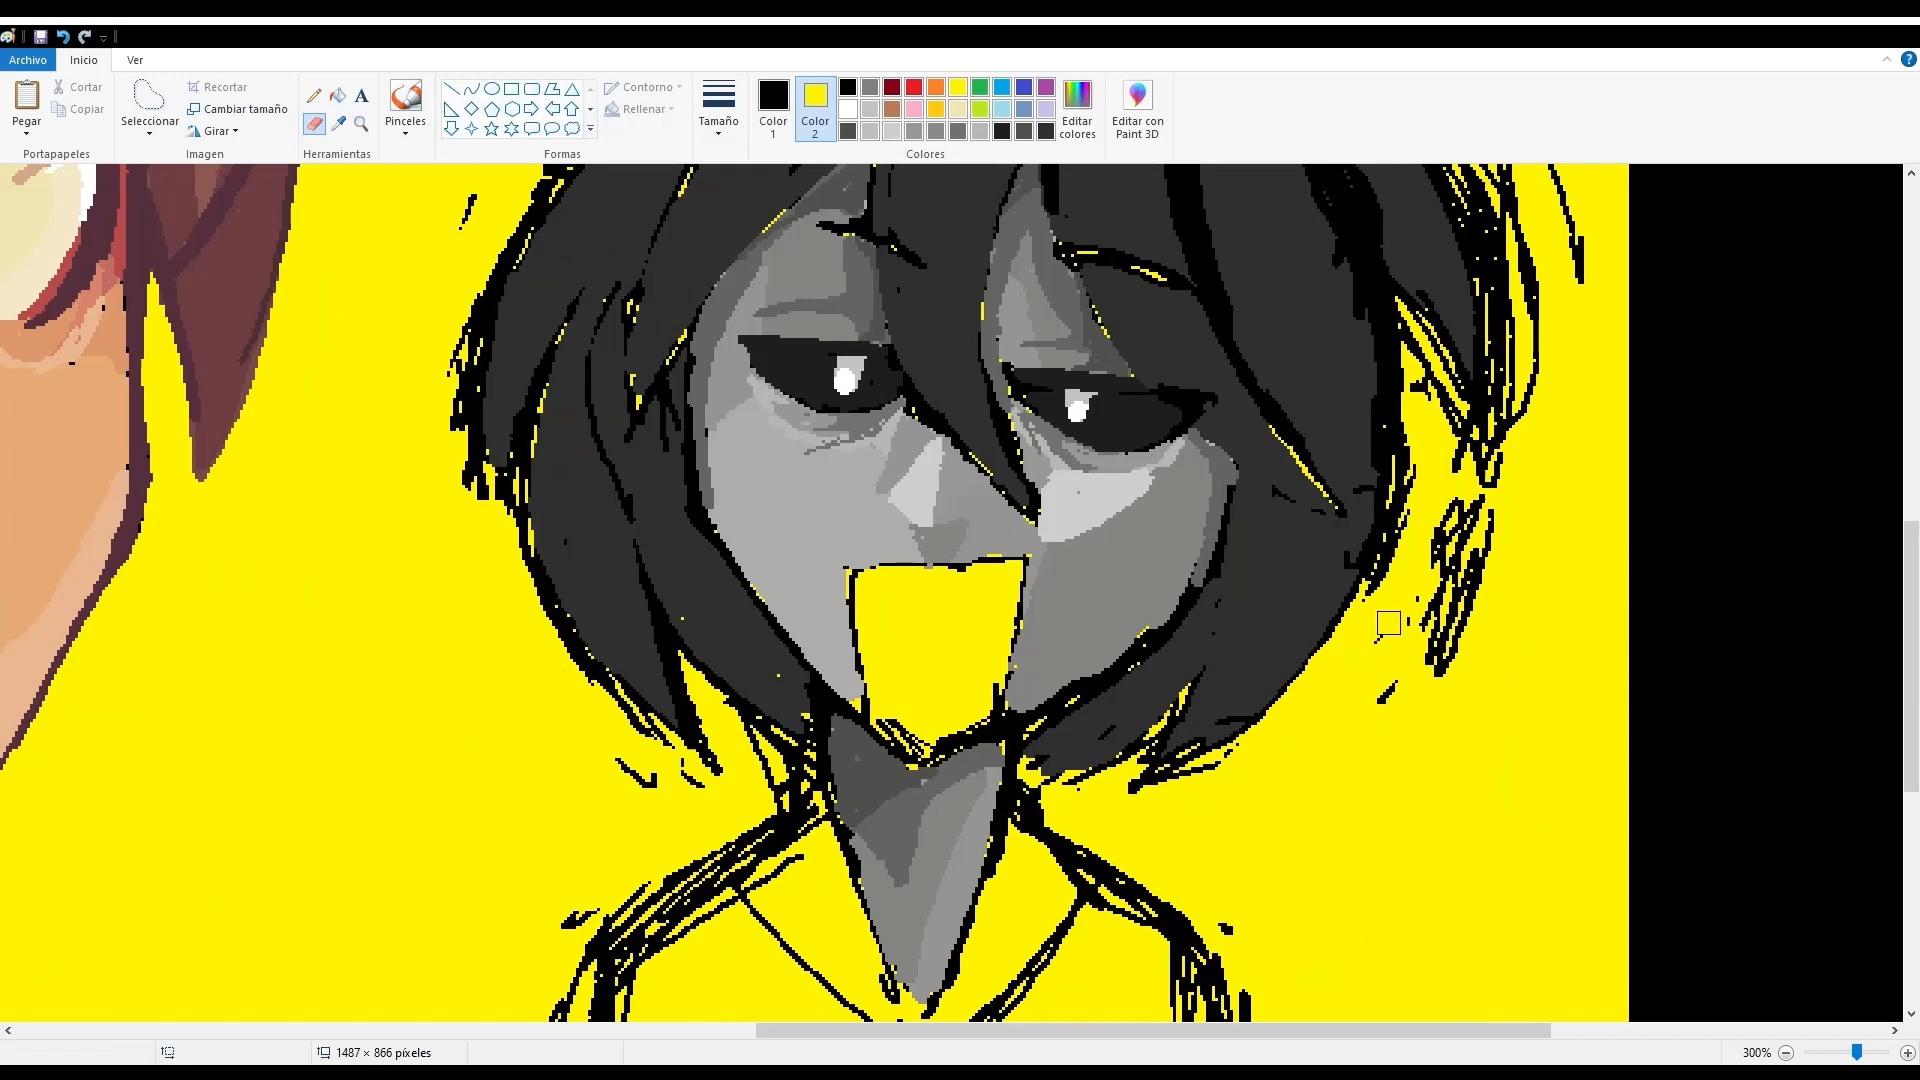 Archivo Inicio Ver
Pegar
Cortar
Copiar
Portapapeles
Seleccionar
Recortar
Cambiar tamaño
Girar
Imagen
A
Herramientas
Pinceles
Contorno
Rellenar
Formas
Tamaño
Color
1
Color
2
Editar
colores
Colores
Editar con
Paint 3D
?
1487 × 866 píxeles
300%